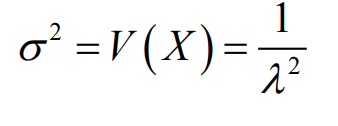 σ² = V(X) = 1/λ²